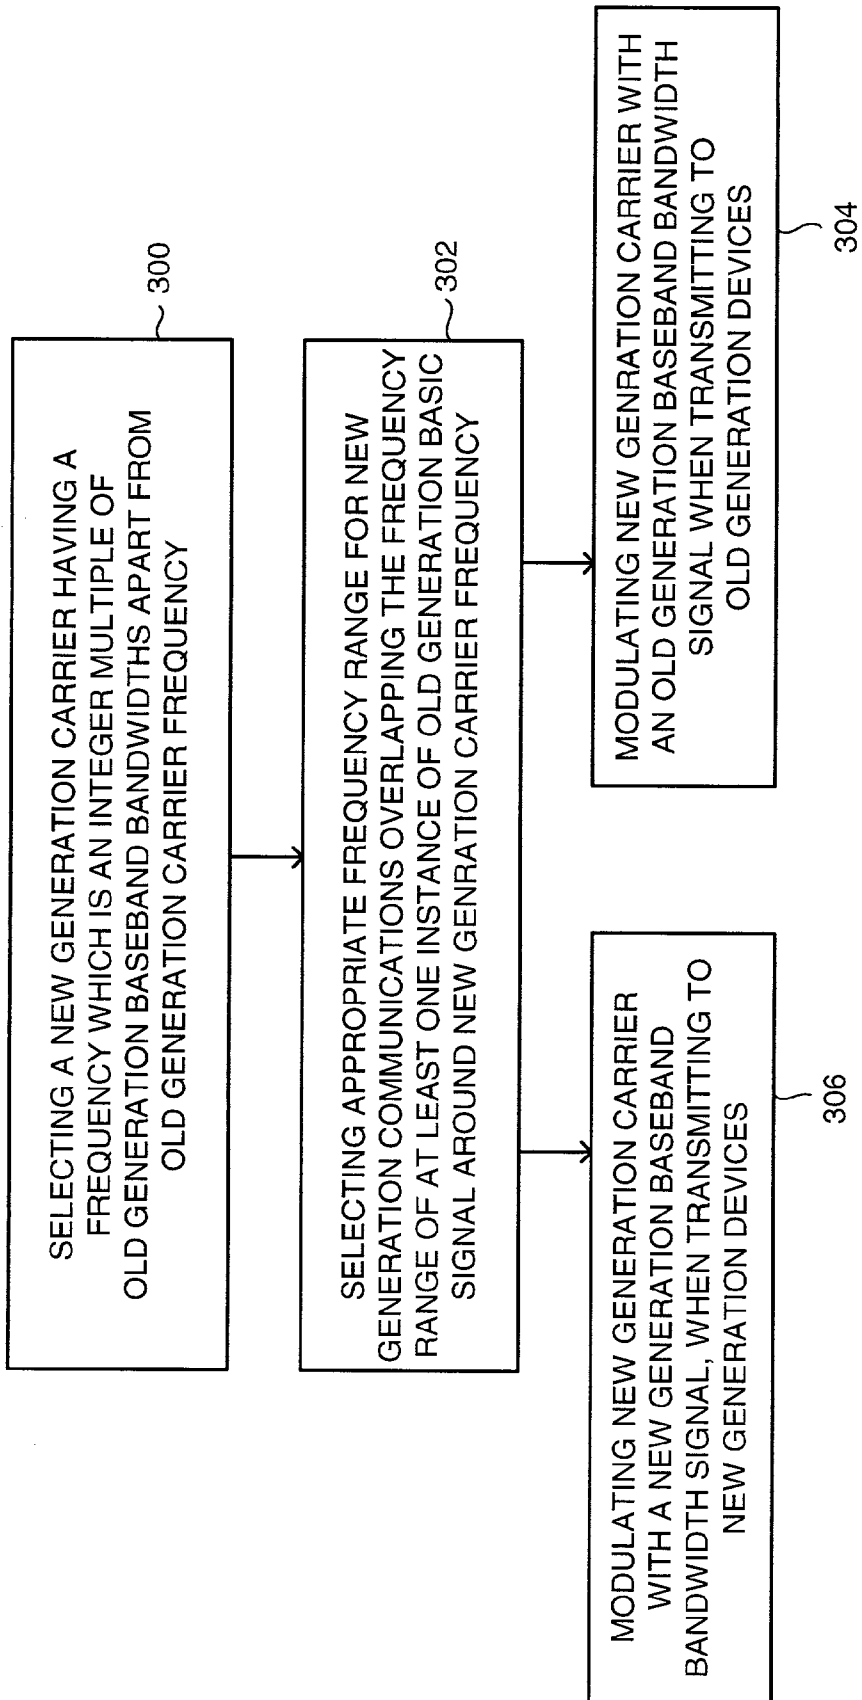 SELECTING A NEW GENERATION CARRIER HAVING A
FREQUENCY WHICH IS AN INTEGER MULTIPLE OF
OLD GENERATION BASEBAND BANDWIDTHS APART FROM
OLD GENERATION CARRIER FREQUENCY
300
SELECTING APPROPRIATE FREQUENCY RANGE FOR NEW
GENERATION COMMUNICATIONS OVERLAPPING THE FREQUENCY
RANGE OF AT LEAST ONE INSTANCE OF OLD GENERATION BASIC
SIGNAL AROUND NEW GENRATION CARRIER FREQUENCY
302
MODULATING NEW GENERATION CARRIER
WITH A NEW GENERATION BASEBAND
BANDWIDTH SIGNAL, WHEN TRANSMITTING TO
NEW GENERATION DEVICES
306
MODULATING NEW GENRATION CARRIER WITH
AN OLD GENERATION BASEBAND BANDWIDTH
SIGNAL WHEN TRANSMITTING TO
OLD GENERATION DEVICES
304